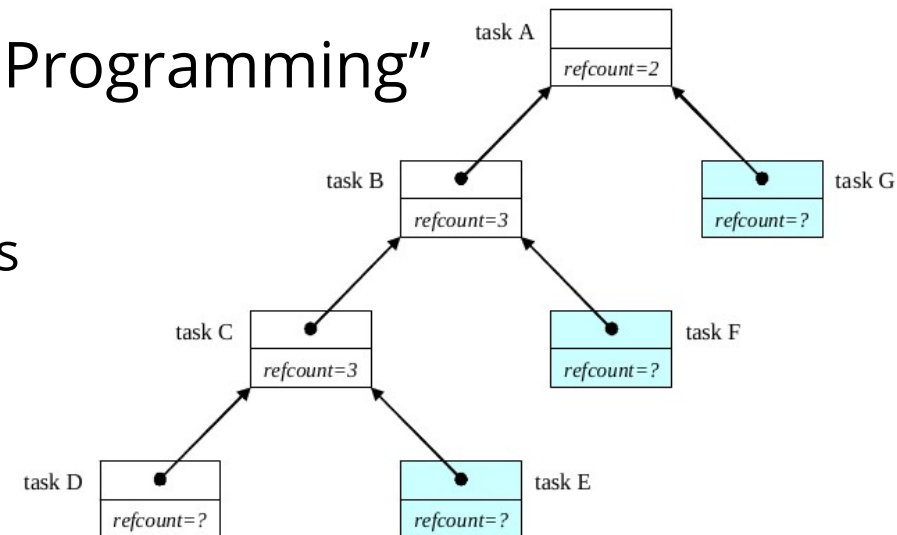 Programming”
s
task A
refcount=2
task B
refcount=3
task G
refcount=?
task C
refcount=3
task F
refcount=?
task D
refcount=?
task E
refcount=?